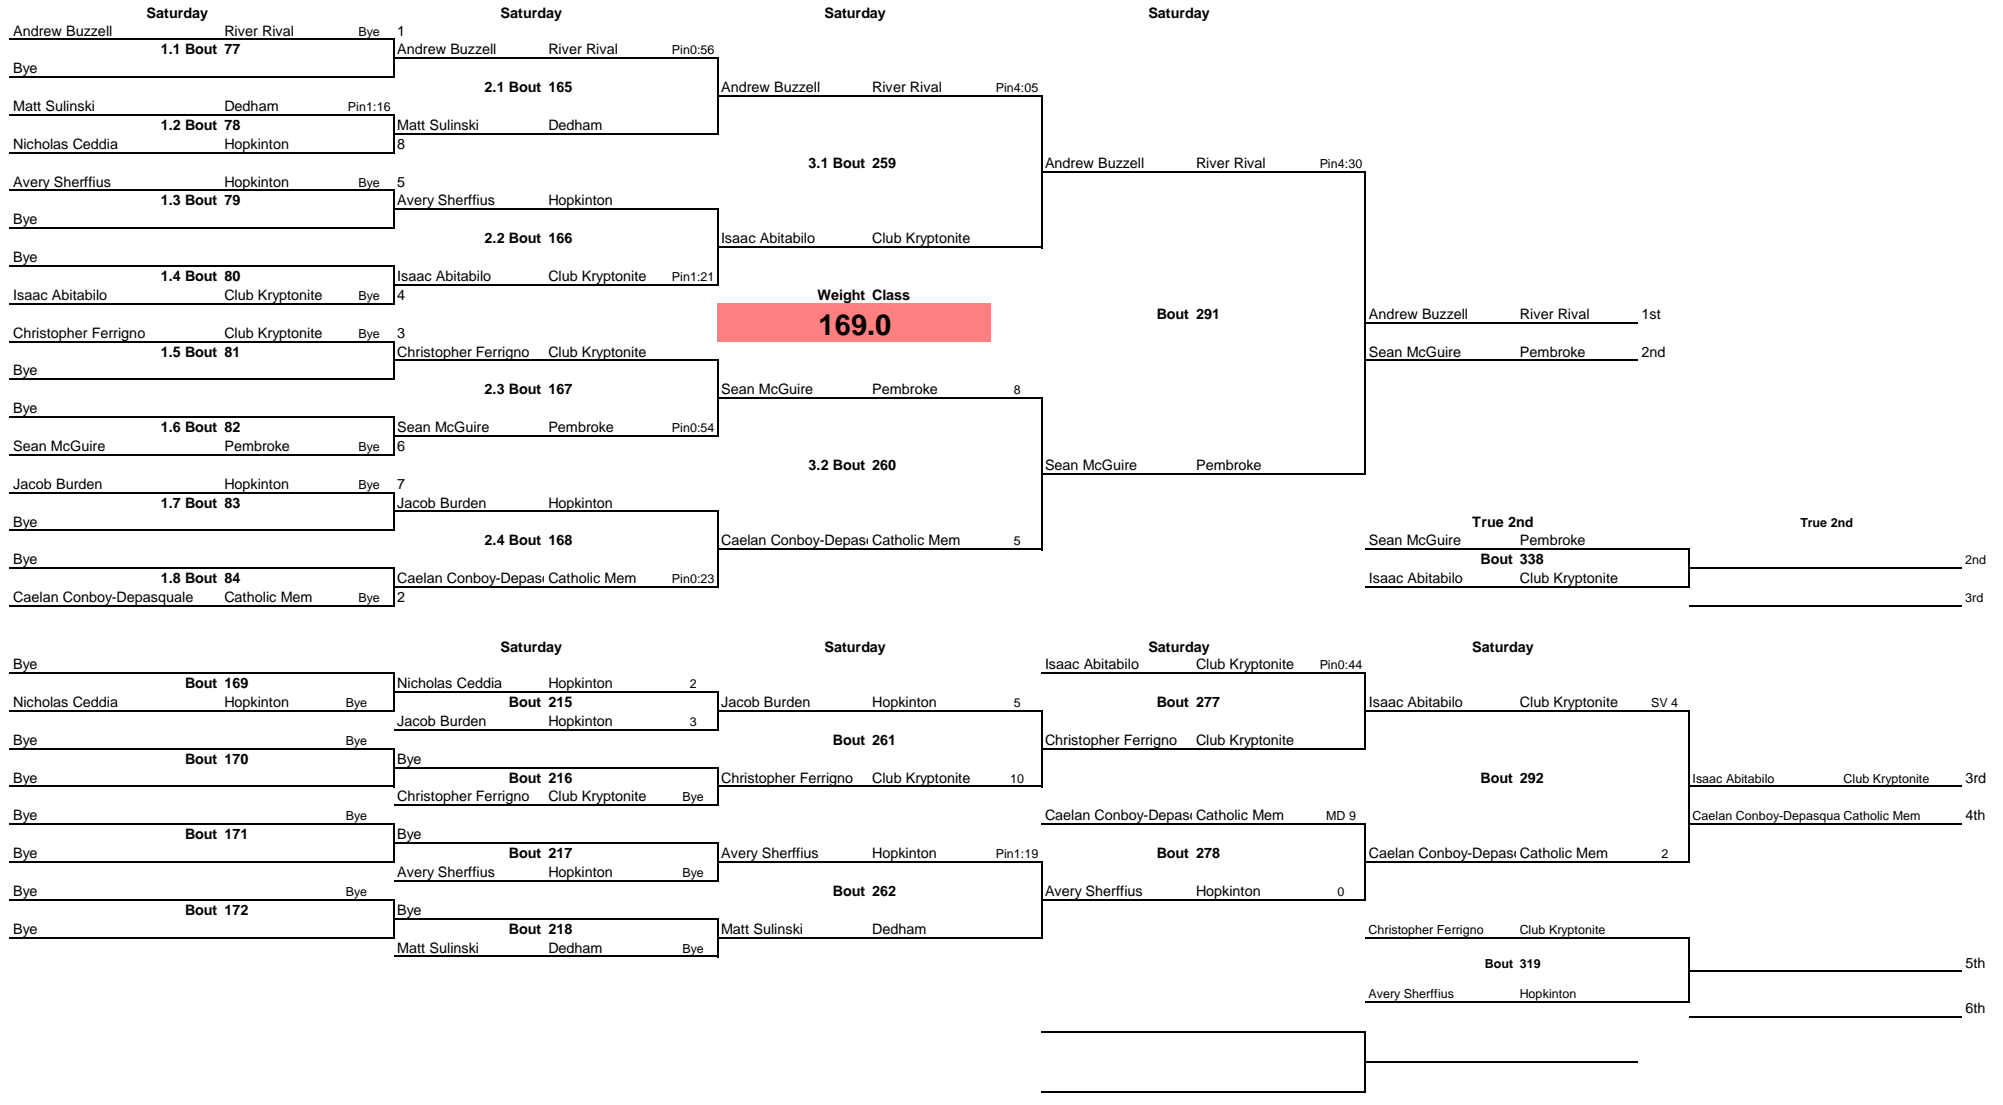 Saturday Saturday Saturday Saturday
Andrew Buzzell River Rival Bye 1
1.1 Bout 77 Andrew Buzzell River Rival Pin0:56
Bye
2.1 Bout 165 Andrew Buzzell River Rival Pin4:05
Matt Sulinski Dedham Pin1:16
1.2 Bout 78 Matt Sulinski Dedham
Nicholas Ceddia Hopkinton 8
3.1 Bout 259 Andrew Buzzell River Rival Pin4:30
Avery Sherffius Hopkinton Bye 5
1.3 Bout 79 Avery Sherffius Hopkinton
Bye
2.2 Bout 166 Isaac Abitabilo Club Kryptonite
Bye
1.4 Bout 80 Isaac Abitabilo Club Kryptonite Pin1:21
Isaac Abitabilo Club Kryptonite Bye 4 Weight Class
169.0 Bout 291 Andrew Buzzell River Rival 1st
Christopher Ferrigno Club Kryptonite Bye 3
1.5 Bout 81 Christopher Ferrigno Club Kryptonite Sean McGuire Pembroke 2nd
Bye
2.3 Bout 167 Sean McGuire Pembroke 8
Bye
1.6 Bout 82 Sean McGuire Pembroke Pin0:54
Sean McGuire Pembroke Bye 6
3.2 Bout 260 Sean McGuire Pembroke
Jacob Burden Hopkinton Bye 7
1.7 Bout 83 Jacob Burden Hopkinton
Bye True 2nd True 2nd
2.4 Bout 168 Caelan Conboy-Depas Catholic Mem 5 Sean McGuire Pembroke
Bye Bout 338 2nd
1.8 Bout 84 Caelan Conboy-Depas Catholic Mem Pin0:23 Isaac Abitabilo Club Kryptonite
Caelan Conboy-Depasquale Catholic Mem Bye 2 3rd
Saturday Saturday Saturday Saturday
Bye Isaac Abitabilo Club Kryptonite Pin0:44
Bout 169 Nicholas Ceddia Hopkinton 2
Nicholas Ceddia Hopkinton Bye Bout 215 Jacob Burden Hopkinton 5 Bout 277 Isaac Abitabilo Club Kryptonite SV 4
Jacob Burden Hopkinton 3
Bye Bye Bout 261 Christopher Ferrigno Club Kryptonite
Bout 170 Bye
Bye Bout 216 Christopher Ferrigno Club Kryptonite 10 Bout 292 Isaac Abitabilo Club Kryptonite 3rd
Christopher Ferrigno Club Kryptonite Bye
Bye Bye Caelan Conboy-Depas Catholic Mem MD 9 Caelan Conboy-Depasqua Catholic Mem 4th
Bout 171 Bye
Bye Bout 217 Avery Sherffius Hopkinton Pin1:19 Bout 278 Caelan Conboy-Depas Catholic Mem 2
Avery Sherffius Hopkinton Bye
Bye Bye Bout 262 Avery Sherffius Hopkinton 0
Bout 172 Bye
Bye Bout 218 Matt Sulinski Dedham Christopher Ferrigno Club Kryptonite
Matt Sulinski Dedham Bye
Bout 319 5th
Avery Sherffius Hopkinton
6th